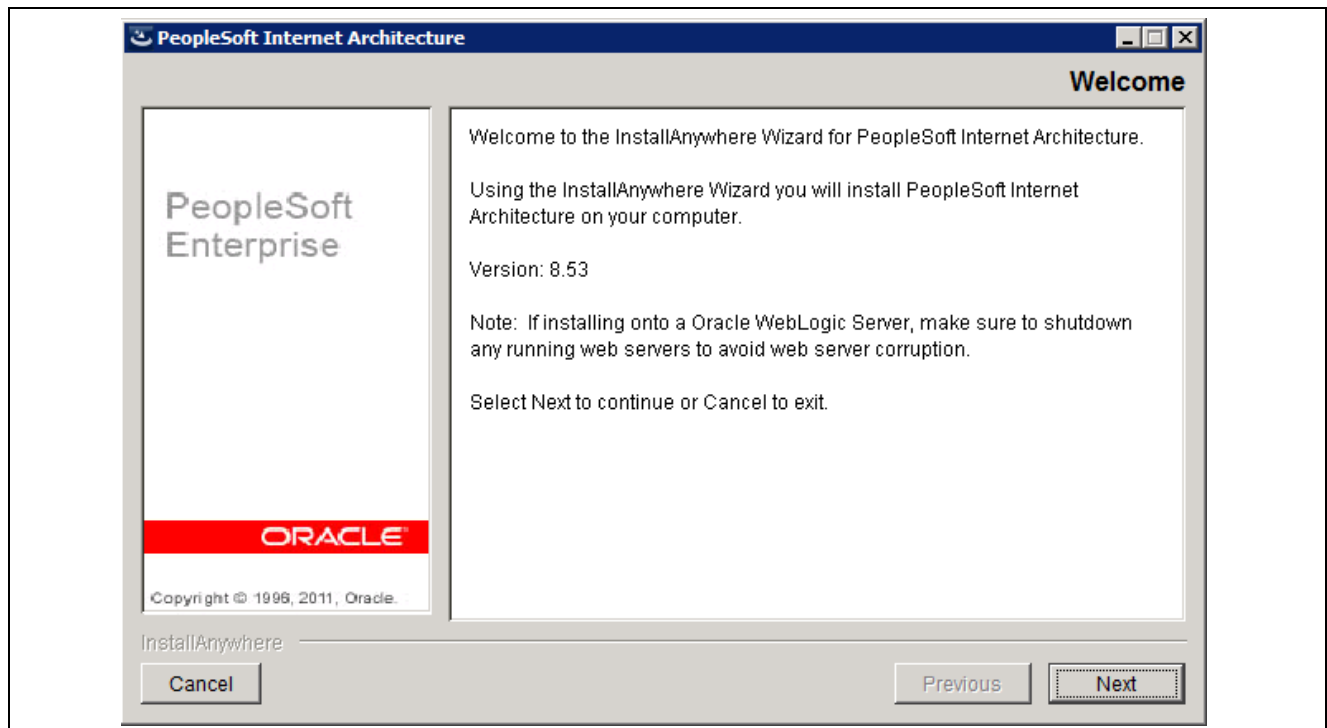 PeopleSoft Internet Architecture
Welcome
PeopleSoft
Enterprise
ORACLE
Copyright © 1996, 2011, Oracle.
Welcome to the InstallAnywhere Wizard for PeopleSoft Internet Architecture.
Using the InstallAnywhere Wizard you will install PeopleSoft Internet
Architecture on your computer.
Version: 8.53
Note:  If installing onto a Oracle WebLogic Server, make sure to shutdown
any running web servers to avoid web server corruption.
Select Next to continue or Cancel to exit.
InstallAnywhere
Cancel
Previous
Next